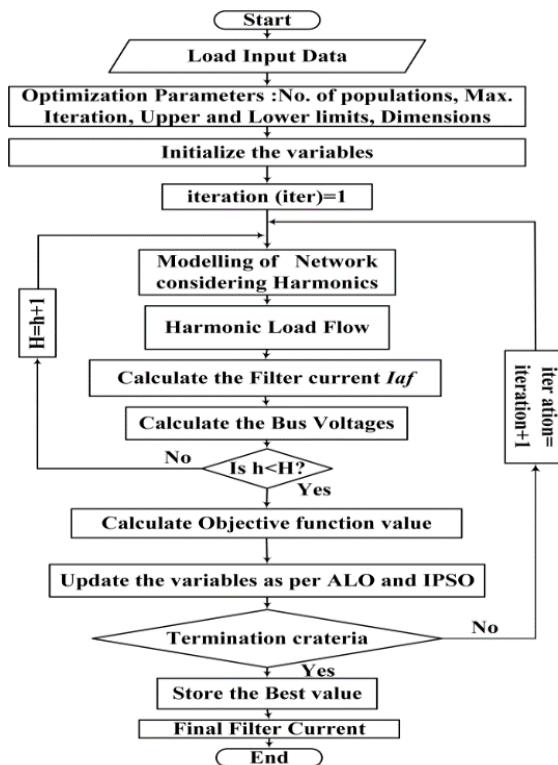 Start
Load Input Data
Optimization Parameters :No. of populations, Max.
Iteration, Upper and Lower limits, Dimensions
Initialize the variables
iteration (iter)=1
Modelling of Network
considering Harmonics
H=h+1
Harmonic Load Flow
Calculate the Filter current Iaf
iter ation=
iteration+1
Calculate the Bus Voltages
No
Is h<H?
Yes
Calculate Objective function value
Update the variables as per ALO and IPSO
Termination crateria
No
Yes
Store the Best value
Final Filter Current
End